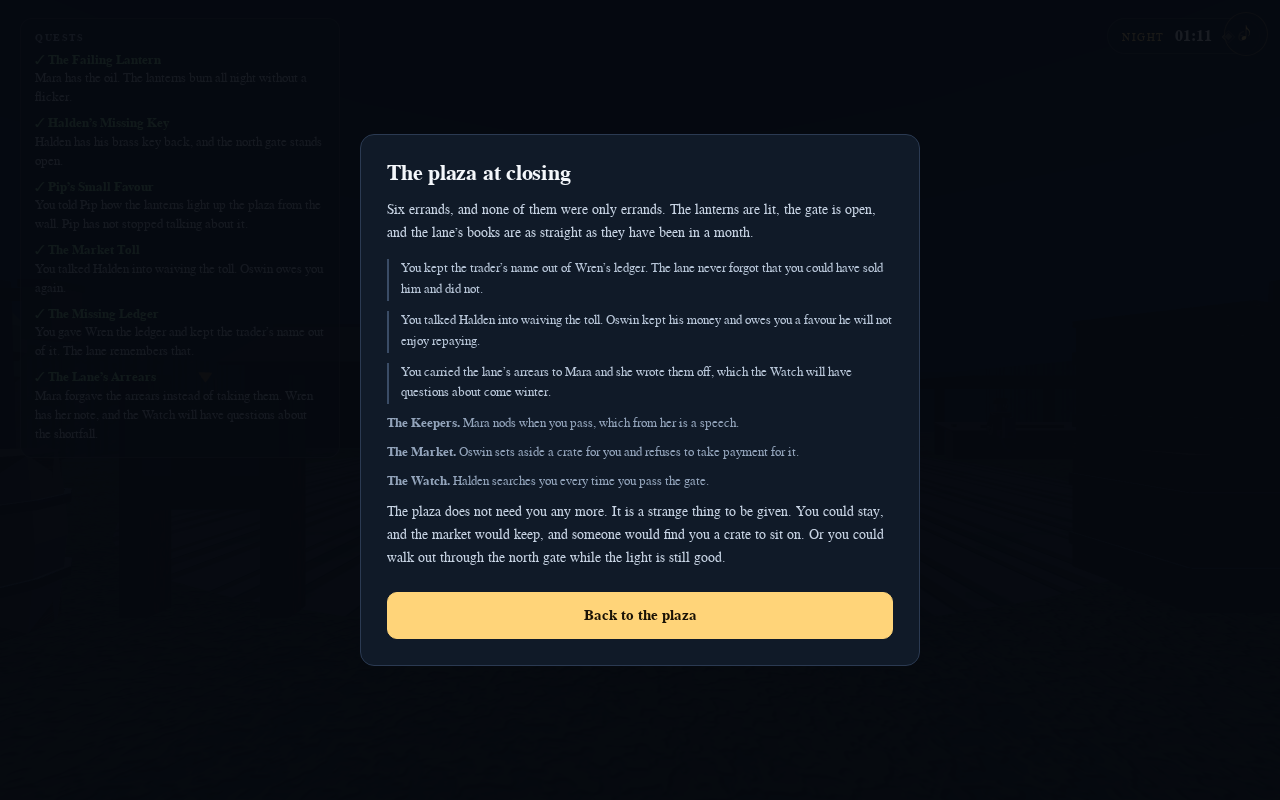 QUESTS
✓ The Failing Lantern
Mara has the oil. The lanterns burn all night without a
flicker.
✓ Halden's Missing Key
Halden has his brass key back, and the north gate stands
open.
✓ Pip's Small Favour
You told Pip how the lanterns light up the plaza from the
wall. Pip has not stopped talking about it.
✓ The Market Toll
You talked Halden into waiving the toll. Oswin owes you
again.
✓ The Missing Ledger
You gave Wren the ledger and kept the trader's name out
of it. The lane remembers that.
✓ The Lane's Arrears
Mara forgave the arrears instead of taking them. Wren
has her note, and the Watch will have questions about
the shortfall.
NIGHT 01:11
The plaza at closing
Six errands, and none of them were only errands. The lanterns are lit, the gate is open,
and the lane's books are as straight as they have been in a month.
You kept the trader's name out of Wren's ledger. The lane never forgot that you could have sold
him and did not.
You talked Halden into waiving the toll. Oswin kept his money and owes you a favour he will not
enjoy repaying.
You carried the lane's arrears to Mara and she wrote them off, which the Watch will have
questions about come winter.
The Keepers. Mara nods when you pass, which from her is a speech.
The Market. Oswin sets aside a crate for you and refuses to take payment for it.
The Watch. Halden searches you every time you pass the gate.
The plaza does not need you any more. It is a strange thing to be given. You could stay,
and the market would keep, and someone would find you a crate to sit on. Or you could
walk out through the north gate while the light is still good.
Back to the plaza